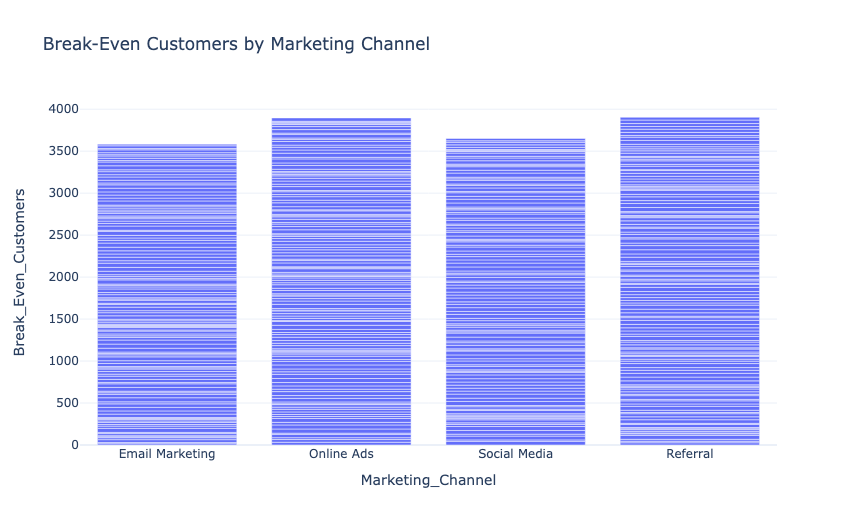 Break-Even Customers by Marketing Channel
4000
3500
3000
2500
2000
1500
1000
500
0
Break_Even_Customers
Email Marketing
Online Ads
Social Media
Referral
Marketing_Channel